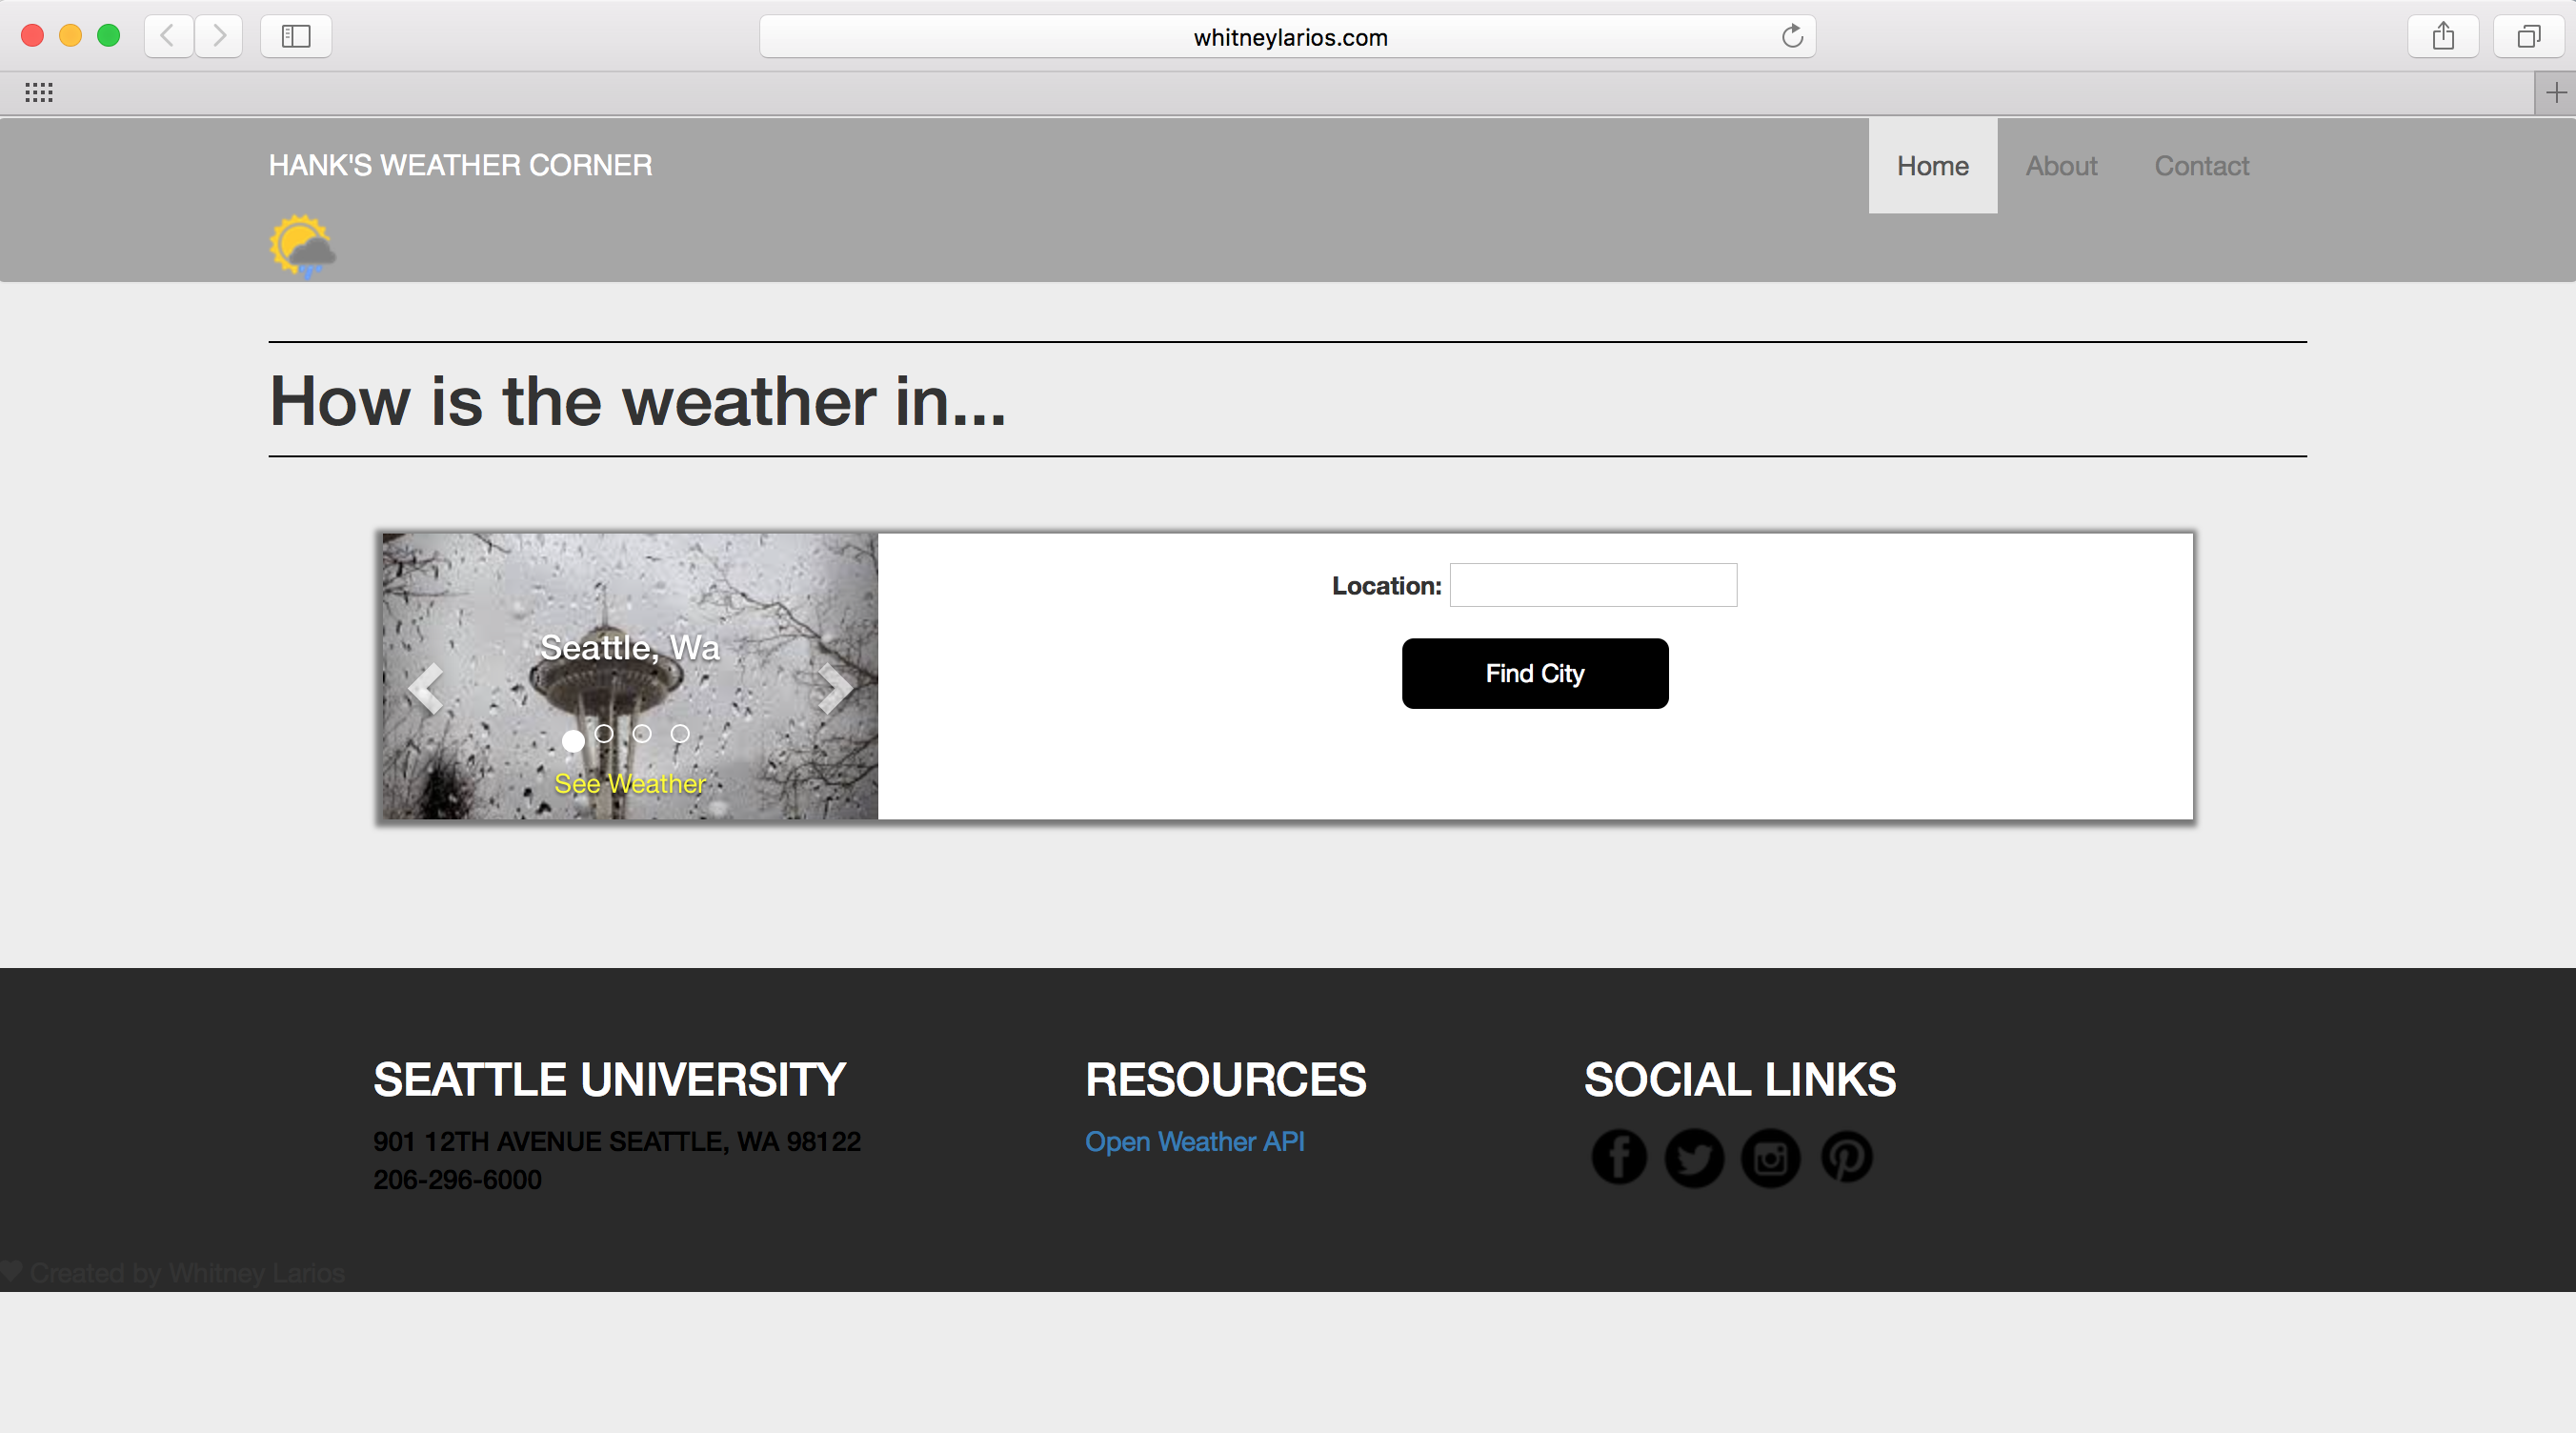 whitneylarios.com
HANK'S WEATHER CORNER
Home
About
Contact
How is the weather in...
Seattle, Wa
See Weather
Location:
Find City
SEATTLE UNIVERSITY
901 12TH AVENUE SEATTLE, WA 98122
206-296-6000
RESOURCES
Open Weather API
SOCIAL LINKS
Created by Whitney Larios